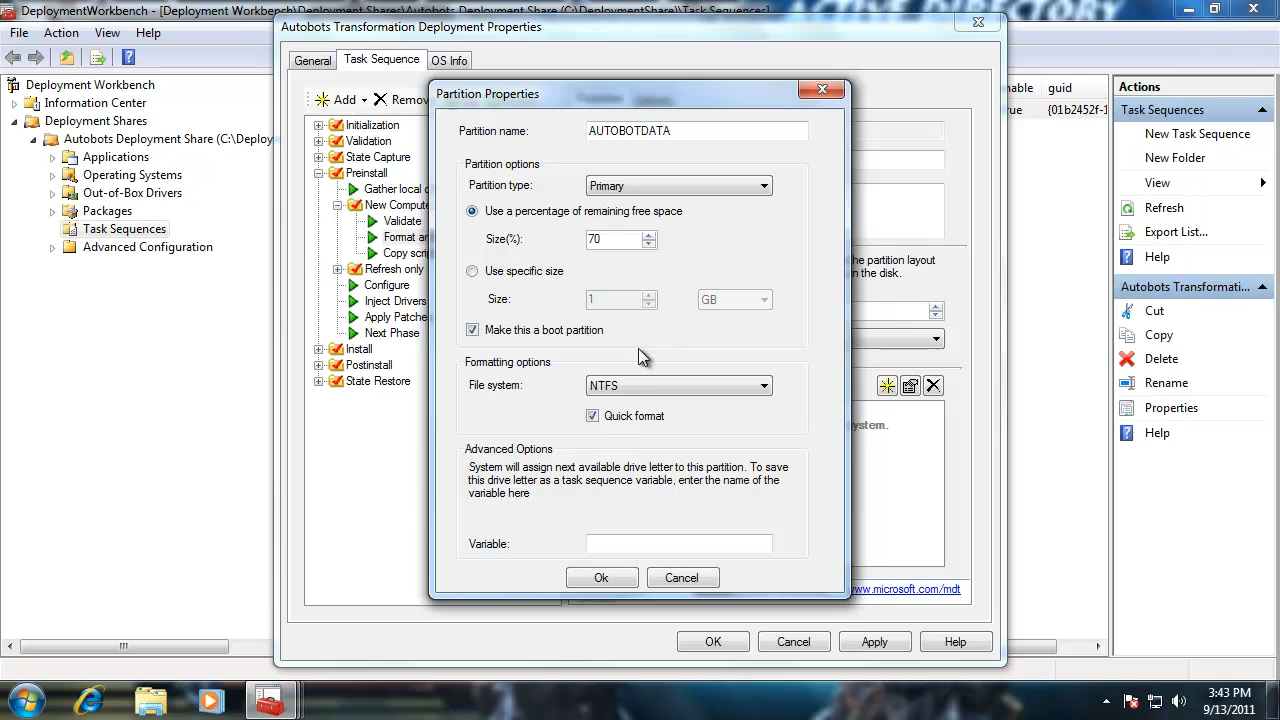 DeploymentWorkbench - [Deployment Workbench\Deployment Shares\Autobots Deployment Share (C:\DeploymentShare)\Task Sequences]
ACTIVE DIRECTORY
File Action View Help
Deployment Workbench
Information Center
Deployment Shares
Autobots Deployment Share (C:\Deploy
Applications
Operating Systems
Out-of-Box Drivers
Packages
Task Sequences
Advanced Configuration
Autobots Transformation Deployment Properties
General Task Sequence OS Info
Add Remov
Initialization
Validation
State Capture
Preinstall
Gather local o
New Compute
Validate
Format an
Copy scri
Refresh only
Configure
Inject Drivers
Apply Patche
Next Phase
Install
Postinstall
State Restore
the partition layout
n the disk.
ystem.
www.microsoft.com/mdt
OK Cancel Apply Help
Partition Properties
Partition name: AUTOBOTDATA
Partition options
Partition type: Primary
Use a percentage of remaining free space
Size(%): 70
Use specific size
Size: 1 GB
Make this a boot partition
Formatting options
File system: NTFS
Quick format
Advanced Options
System will assign next available drive letter to this partition. To save
this drive letter as a task sequence variable, enter the name of the
variable here
Variable:
Ok Cancel
nable guid
rue {01b2452f-1
Actions
Task Sequences
New Task Sequence
New Folder
View
Refresh
Export List...
Help
Autobots Transformati...
Cut
Copy
Delete
Rename
Properties
Help
3:43 PM
9/13/2011